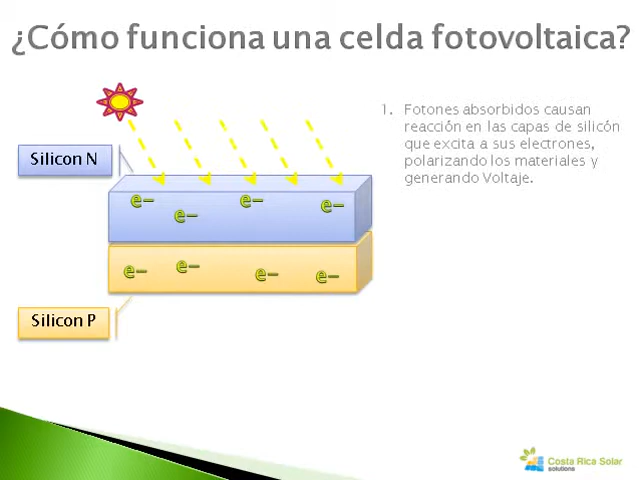 ¿Cómo funciona una celda fotovoltaica?
1. Fotones absorbidos causan
reacción en las capas de silicón
que excita a sus electrones,
polarizando los materiales y
generando Voltaje.
Silicon N
e− e− e− e−
e− e− e− e−
Silicon P
Costa Rica Solar
solutions